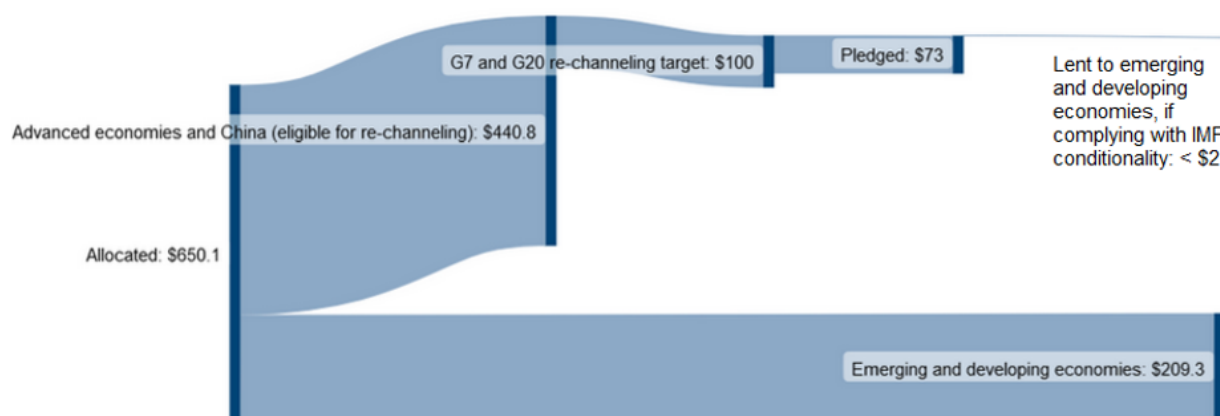 G7 and G20 re-channeling target: $100
Pledged: $73
Lent to emerging
and developing
economies, if
complying with IMF
conditionality: < $2
Advanced economies and China (eligible for re-channeling): $440.8
Allocated: $650.1
Emerging and developing economies: $209.3